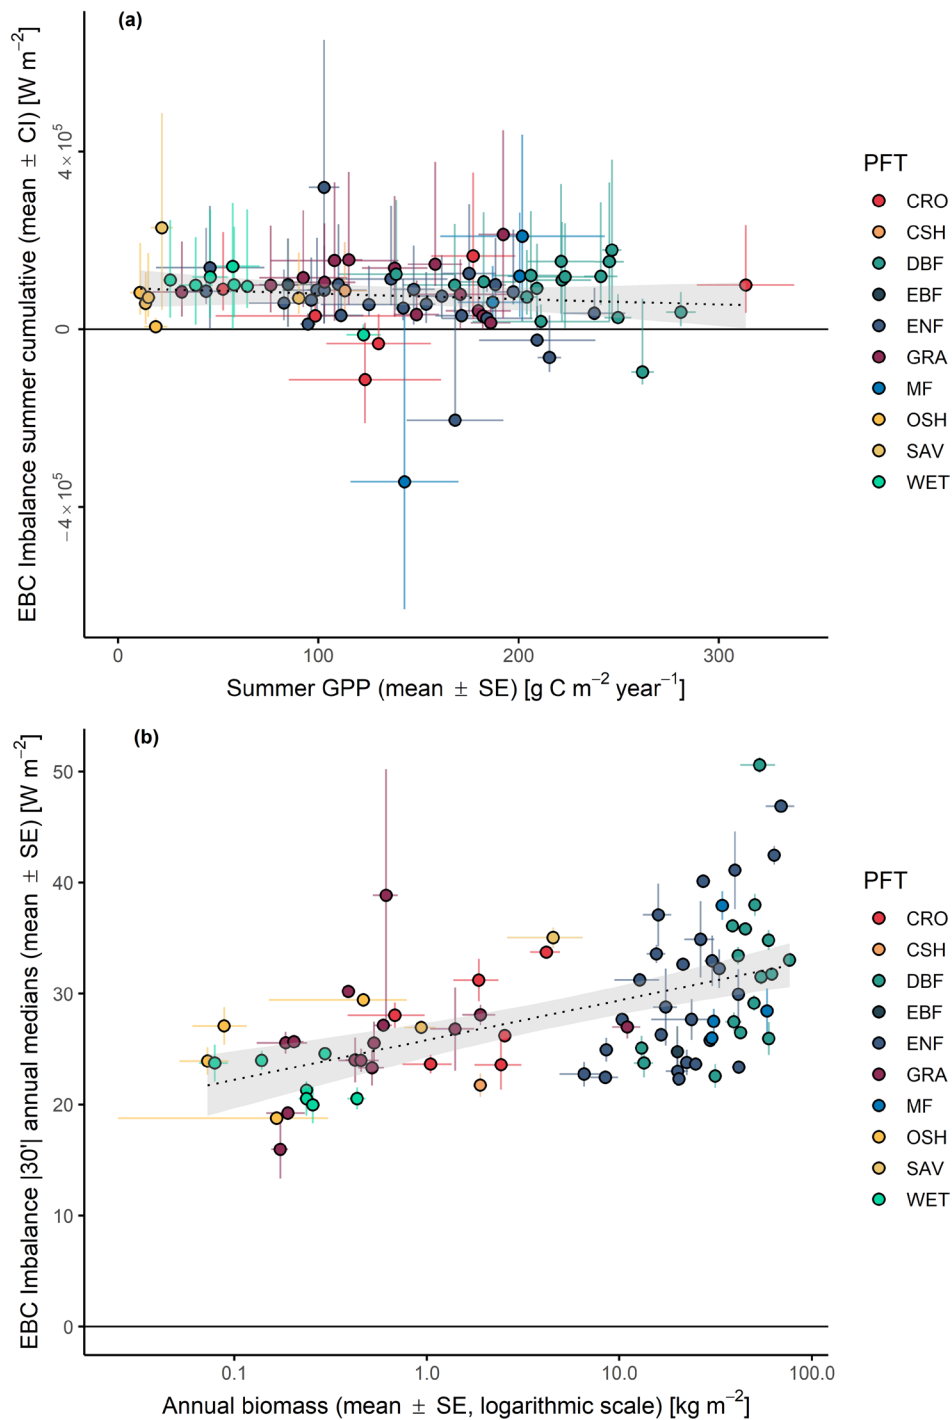 (a)
EBC Imbalance summer cumulative (mean ± CI) [W m⁻²]
4×10⁵
0
−4×10⁵
0 100 200 300
Summer GPP (mean ± SE) [g C m⁻² year⁻¹]
PFT
CRO
CSH
DBF
EBF
ENF
GRA
MF
OSH
SAV
WET
(b)
EBC Imbalance |30'| annual medians (mean ± SE) [W m⁻²]
50
40
30
20
10
0
0.1 1.0 10.0 100.0
Annual biomass (mean ± SE, logarithmic scale) [kg m⁻²]
PFT
CRO
CSH
DBF
EBF
ENF
GRA
MF
OSH
SAV
WET